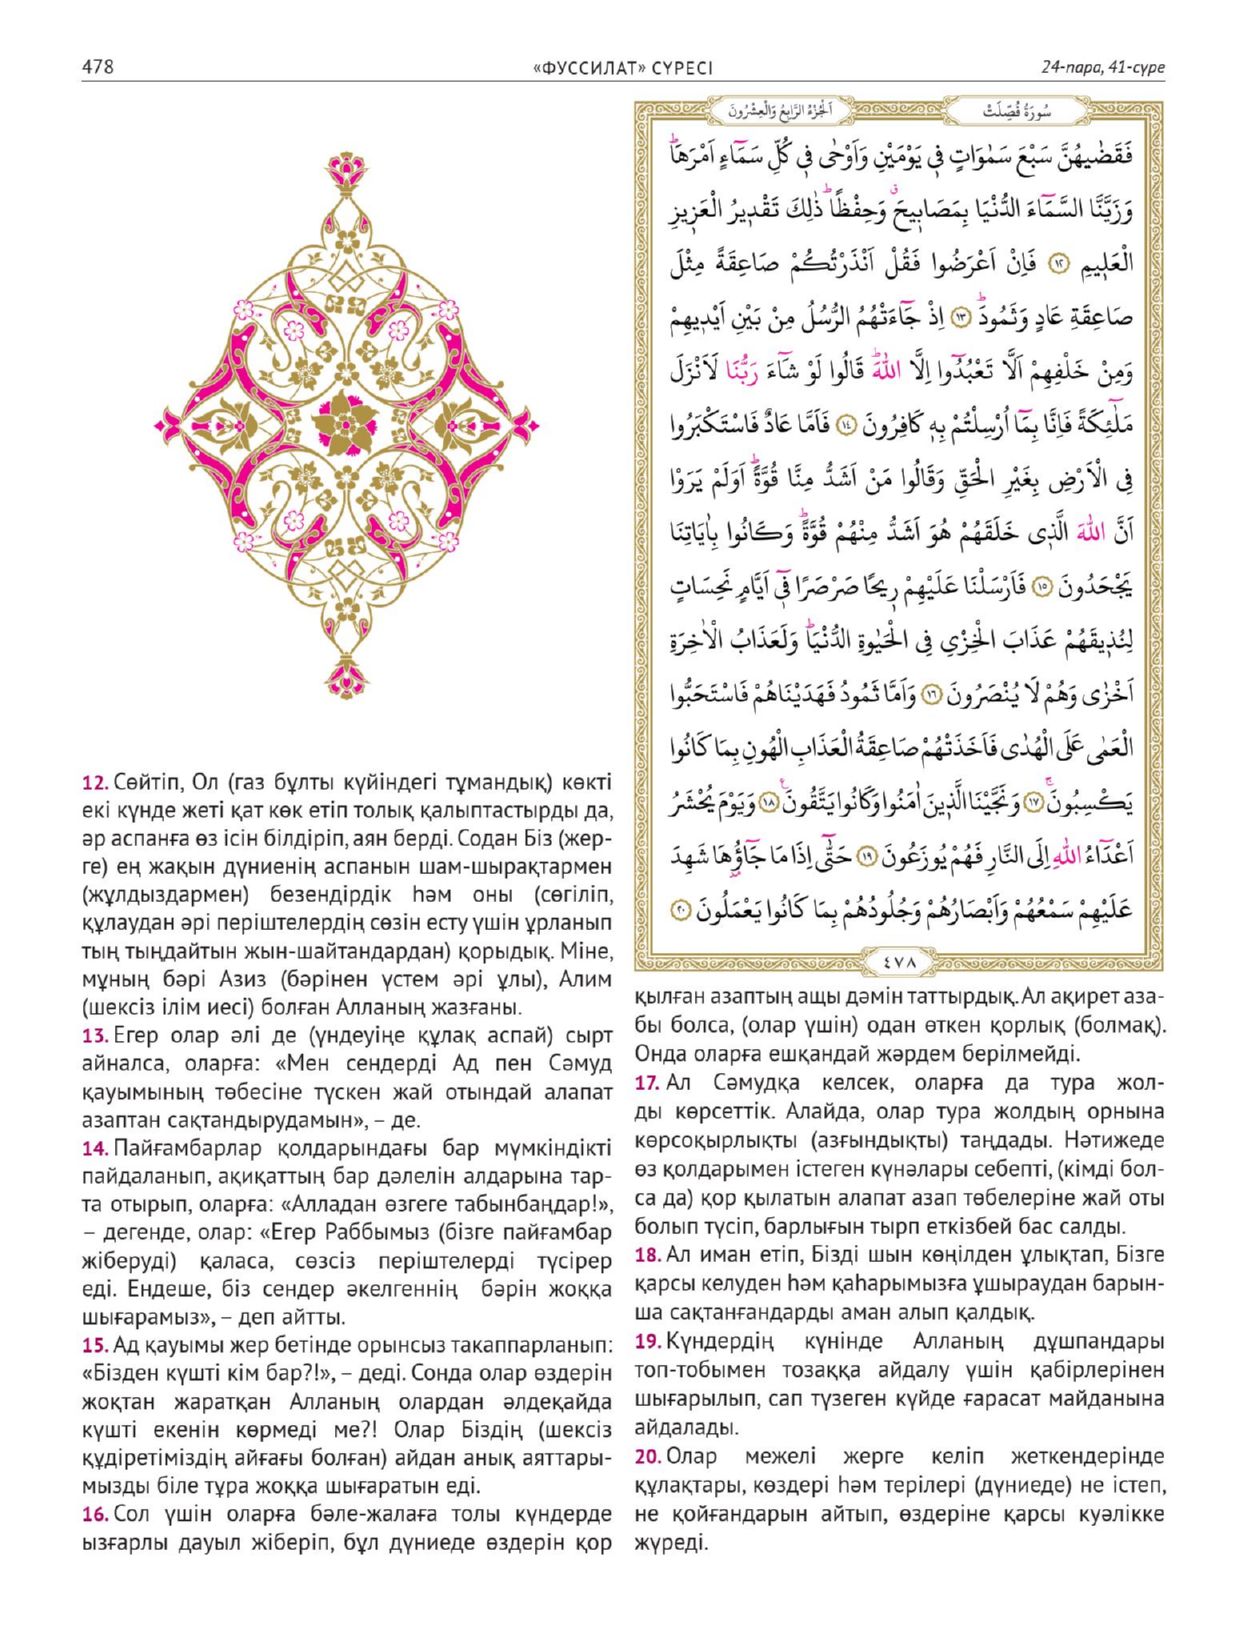 478
«ФУССИЛАТ» СҮРЕСІ
24-пара, 41-сүре
اَلْجُزْءُ الرَّابِعُ وَالْعِشْرُونَ
سُورَةُ فُصِّلَتْ
فَقَضٰيهُنَّ سَبْعَ سَمٰوَاتٍ ف۪ي يَوْمَيْنِ وَاَوْحٰى ف۪ي كُلِّ سَمَٓاءٍ اَمْرَهَاۜ
وَزَيَّنَّا السَّمَٓاءَ الدُّنْيَا بِمَصَاب۪يحَۗ وَحِفْظًاۜ ذٰلِكَ تَقْد۪يرُ الْعَز۪يزِ
الْعَل۪يمِ ﴿١٢﴾ فَاِنْ اَعْرَضُوا فَقُلْ اَنْذَرْتُكُمْ صَاعِقَةً مِثْلَ
صَاعِقَةِ عَادٍ وَثَمُودَۜ ﴿١٣﴾ اِذْ جَٓاءَتْهُمُ الرُّسُلُ مِنْ بَيْنِ اَيْد۪يهِمْ
وَمِنْ خَلْفِهِمْ اَلَّا تَعْبُدُٓوا اِلَّا اللّٰهَۜ قَالُوا لَوْ شَٓاءَ رَبُّنَا لَاَنْزَلَ
مَلٰٓئِكَةً فَاِنَّا بِمَٓا اُرْسِلْتُمْ بِه۪ كَافِرُونَ ﴿١٤﴾ فَاَمَّا عَادٌ فَاسْتَكْبَرُوا
فِي الْاَرْضِ بِغَيْرِ الْحَقِّ وَقَالُوا مَنْ اَشَدُّ مِنَّا قُوَّةًۜ اَوَلَمْ يَرَوْا
اَنَّ اللّٰهَ الَّذ۪ي خَلَقَهُمْ هُوَ اَشَدُّ مِنْهُمْ قُوَّةًۜ وَكَانُوا بِاٰيَاتِنَا
يَجْحَدُونَ ﴿١٥﴾ فَاَرْسَلْنَا عَلَيْهِمْ ر۪يحًا صَرْصَرًا ف۪ٓي اَيَّامٍ نَحِسَاتٍ
لِنُذ۪يقَهُمْ عَذَابَ الْخِزْيِ فِي الْحَيٰوةِ الدُّنْيَاۜ وَلَعَذَابُ الْاٰخِرَةِ
اَخْزٰى وَهُمْ لَا يُنْصَرُونَ ﴿١٦﴾ وَاَمَّا ثَمُودُ فَهَدَيْنَاهُمْ فَاسْتَحَبُّوا
الْعَمٰى عَلَى الْهُدٰى فَاَخَذَتْهُمْ صَاعِقَةُ الْعَذَابِ الْهُونِ بِمَا كَانُوا
يَكْسِبُونَۚ ﴿١٧﴾ وَنَجَّيْنَا الَّذ۪ينَ اٰمَنُوا وَكَانُوا يَتَّقُونَ۟ ﴿١٨﴾ وَيَوْمَ يُحْشَرُ
اَعْدَٓاءُ اللّٰهِ اِلَى النَّارِ فَهُمْ يُوزَعُونَ ﴿١٩﴾ حَتّٰٓى اِذَا مَا جَٓاؤُ۫هَا شَهِدَ
عَلَيْهِمْ سَمْعُهُمْ وَاَبْصَارُهُمْ وَجُلُودُهُمْ بِمَا كَانُوا يَعْمَلُونَ ﴿٢٠﴾
٤٧٨
12. Сөйтіп, Ол (газ бұлты күйіндегі тұмандық) көкті
екі күнде жеті қат көк етіп толық қалыптастырды да,
әр аспанға өз ісін білдіріп, аян берді. Содан Біз (жер-
ге) ең жақын дүниенің аспанын шам-шырақтармен
(жұлдыздармен) безендірдік һәм оны (сөгіліп,
құлаудан әрі періштелердің сөзін есту үшін ұрланып
тың тыңдайтын жын-шайтандардан) қорыдық. Міне,
мұның бәрі Азиз (бәрінен үстем әрі ұлы), Алим
(шексіз ілім иесі) болған Алланың жазғаны.
13. Егер олар әлі де (үндеуіңе құлақ аспай) сырт
айналса, оларға: «Мен сендерді Ад пен Сәмуд
қауымының төбесіне түскен жай отындай алапат
азаптан сақтандырудамын», – де.
14. Пайғамбарлар қолдарындағы бар мүмкіндікті
пайдаланып, ақиқаттың бар дәлелін алдарына тар-
та отырып, оларға: «Алладан өзгеге табынбаңдар!»,
– дегенде, олар: «Егер Раббымыз (бізге пайғамбар
жіберуді) қаласа, сөзсіз періштелерді түсірер
еді. Ендеше, біз сендер әкелгеннің бәрін жоққа
шығарамыз», – деп айтты.
15. Ад қауымы жер бетінде орынсыз такаппарланып:
«Бізден күшті кім бар?!», – деді. Сонда олар өздерін
жоқтан жаратқан Алланың олардан әлдеқайда
күшті екенін көрмеді ме?! Олар Біздің (шексіз
құдіретіміздің айғағы болған) айдан анық аяттары-
мызды біле тұра жоққа шығаратын еді.
16. Сол үшін оларға бәле-жалаға толы күндерде
ызғарлы дауыл жіберіп, бұл дүниеде өздерін қор
қылған азаптың ащы дәмін таттырдық. Ал ақирет аза-
бы болса, (олар үшін) одан өткен қорлық (болмақ).
Онда оларға ешқандай жәрдем берілмейді.
17. Ал Сәмудқа келсек, оларға да тура жол-
ды көрсеттік. Алайда, олар тура жолдың орнына
көрсоқырлықты (азғындықты) таңдады. Нәтижеде
өз қолдарымен істеген күнәлары себепті, (кімді бол-
са да) қор қылатын алапат азап төбелеріне жай оты
болып түсіп, барлығын тырп еткізбей бас салды.
18. Ал иман етіп, Бізді шын көңілден ұлықтап, Бізге
қарсы келуден һәм қаһарымызға ұшыраудан барын-
ша сақтанғандарды аман алып қалдық.
19. Күндердің күнінде Алланың дұшпандары
топ-тобымен тозаққа айдалу үшін қабірлерінен
шығарылып, сап түзеген күйде ғарасат майданына
айдалады.
20. Олар межелі жерге келіп жеткендерінде
құлақтары, көздері һәм терілері (дүниеде) не істеп,
не қойғандарын айтып, өздеріне қарсы куәлікке
жүреді.